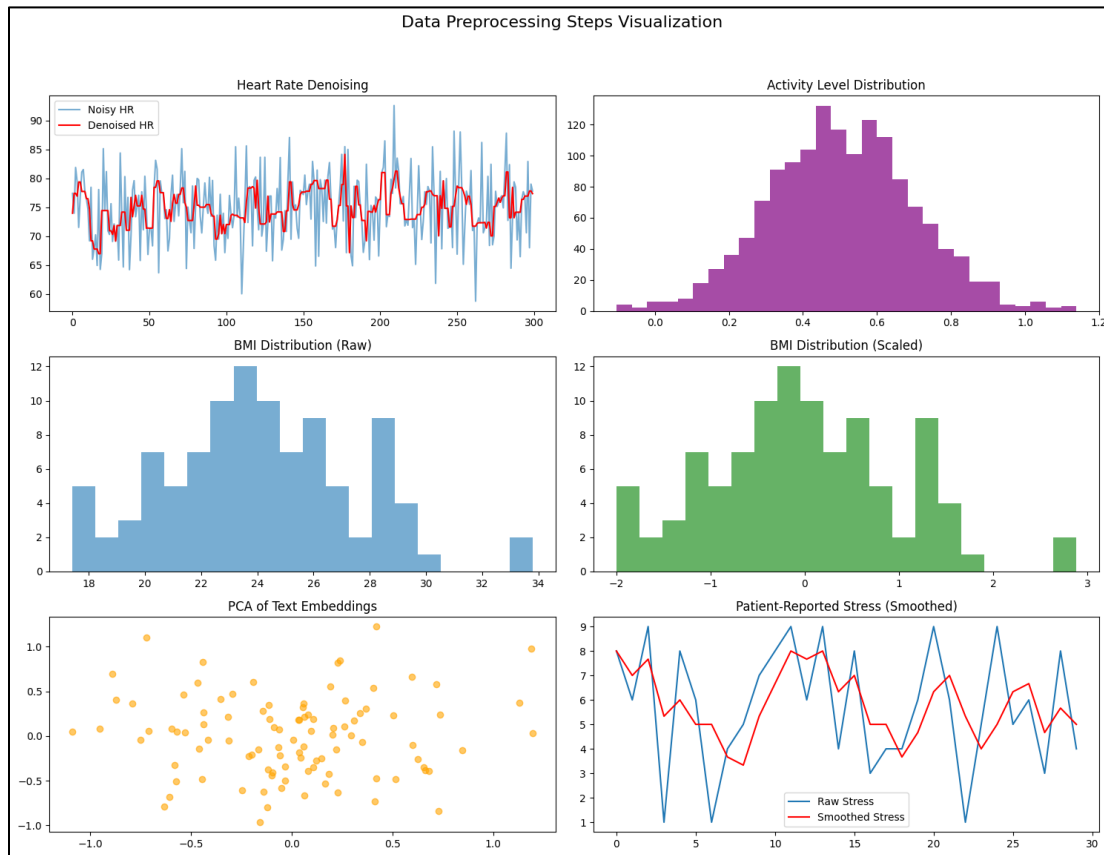 Data Preprocessing Steps Visualization
Heart Rate Denoising
Noisy HR
Denoised HR
90
85
80
75
70
65
60
0 50 100 150 200 250 300
Activity Level Distribution
120
100
80
60
40
20
0
0.0 0.2 0.4 0.6 0.8 1.0 1.2
BMI Distribution (Raw)
12
10
8
6
4
2
0
18 20 22 24 26 28 30 32 34
BMI Distribution (Scaled)
12
10
8
6
4
2
0
−2 −1 0 1 2 3
PCA of Text Embeddings
1.0
0.5
0.0
−0.5
−1.0
−1.0 −0.5 0.0 0.5 1.0
Patient-Reported Stress (Smoothed)
9
8
7
6
5
4
3
2
1
Raw Stress
Smoothed Stress
0 5 10 15 20 25 30